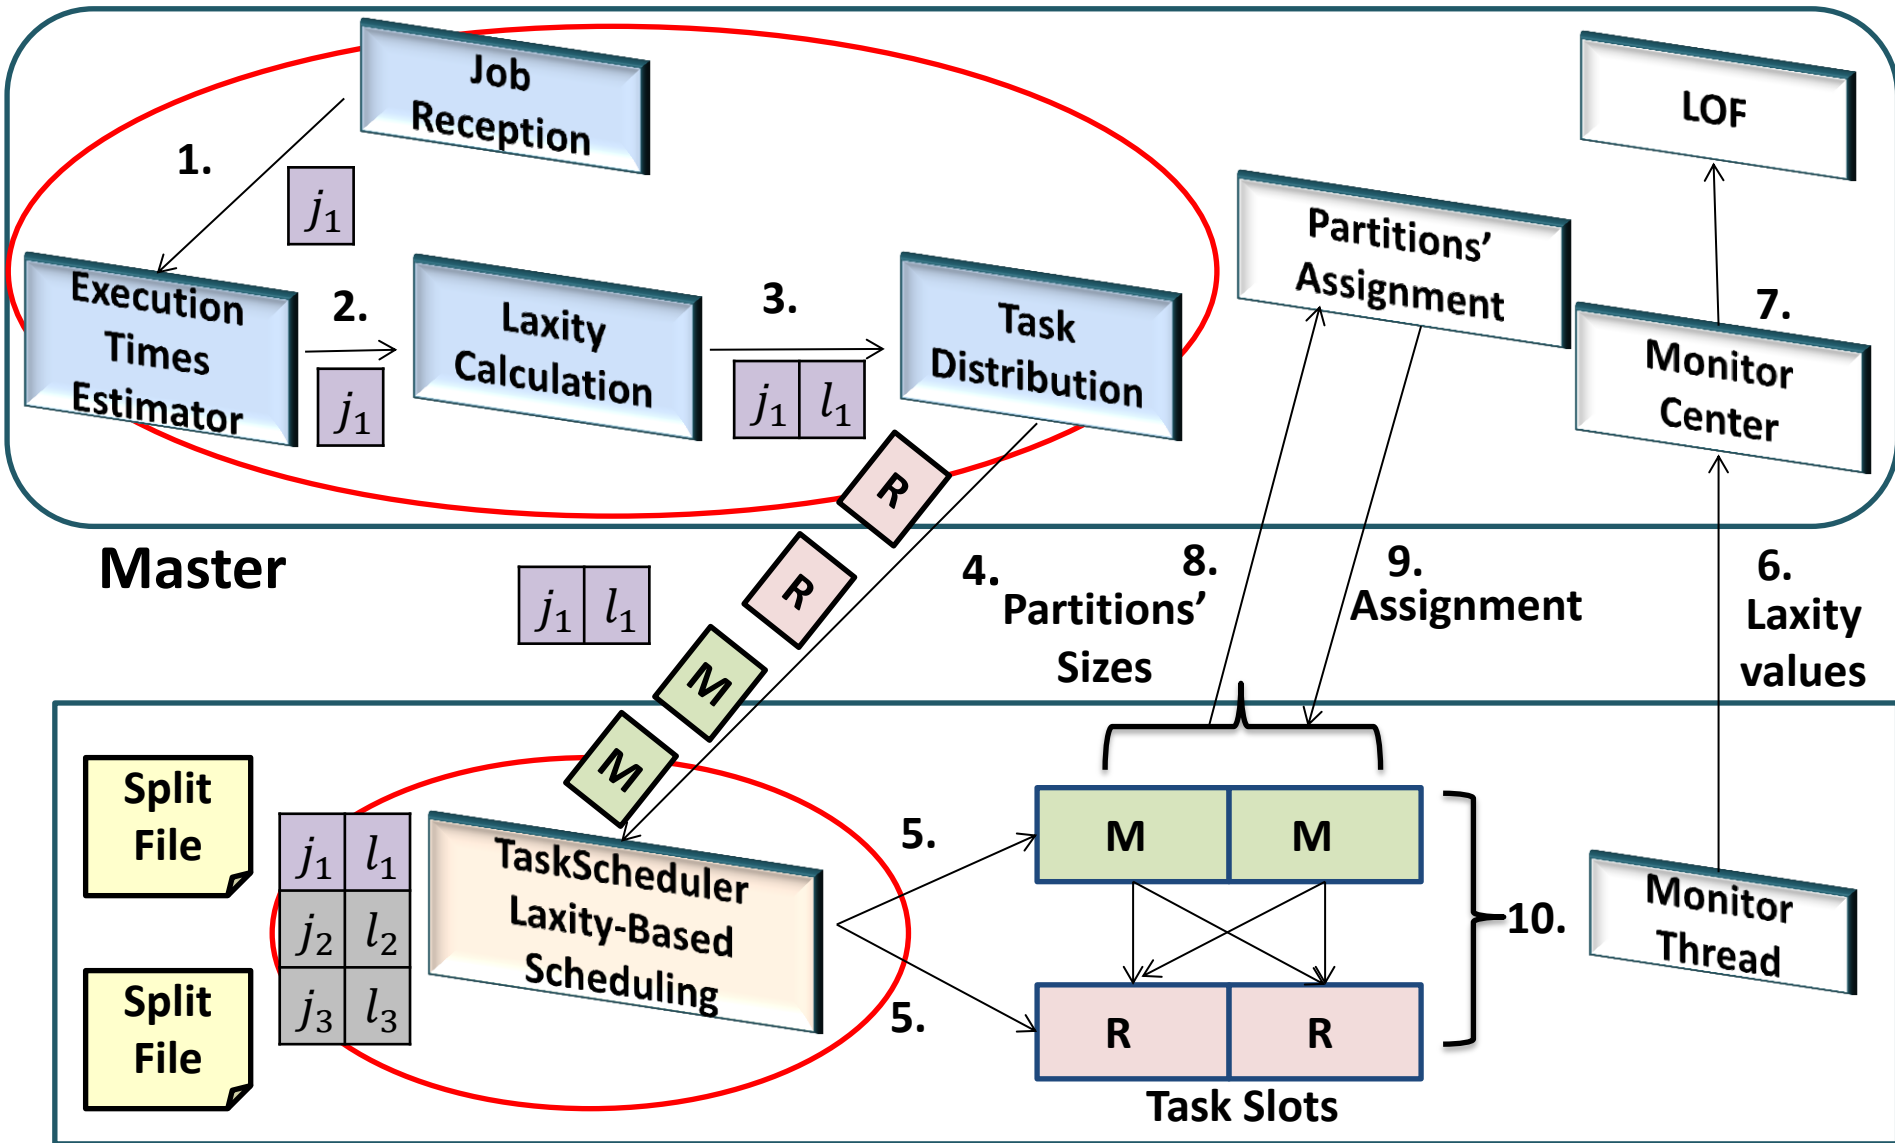 Job
Reception
LOF
1.
j1
Partitions'
Assignment
Execution
Times
Estimator
2.
j1
Laxity
Calculation
3.
j1 l1
Task
Distribution
7.
Monitor
Center
R
R
M
M
Master
j1 l1
4.
8.
Partitions'
Sizes
9.
Assignment
6.
Laxity
values
Split
File
Split
File
j1 l1
j2 l2
j3 l3
TaskScheduler
Laxity-Based
Scheduling
5.
5.
M M
R R
Task Slots
10.
Monitor
Thread